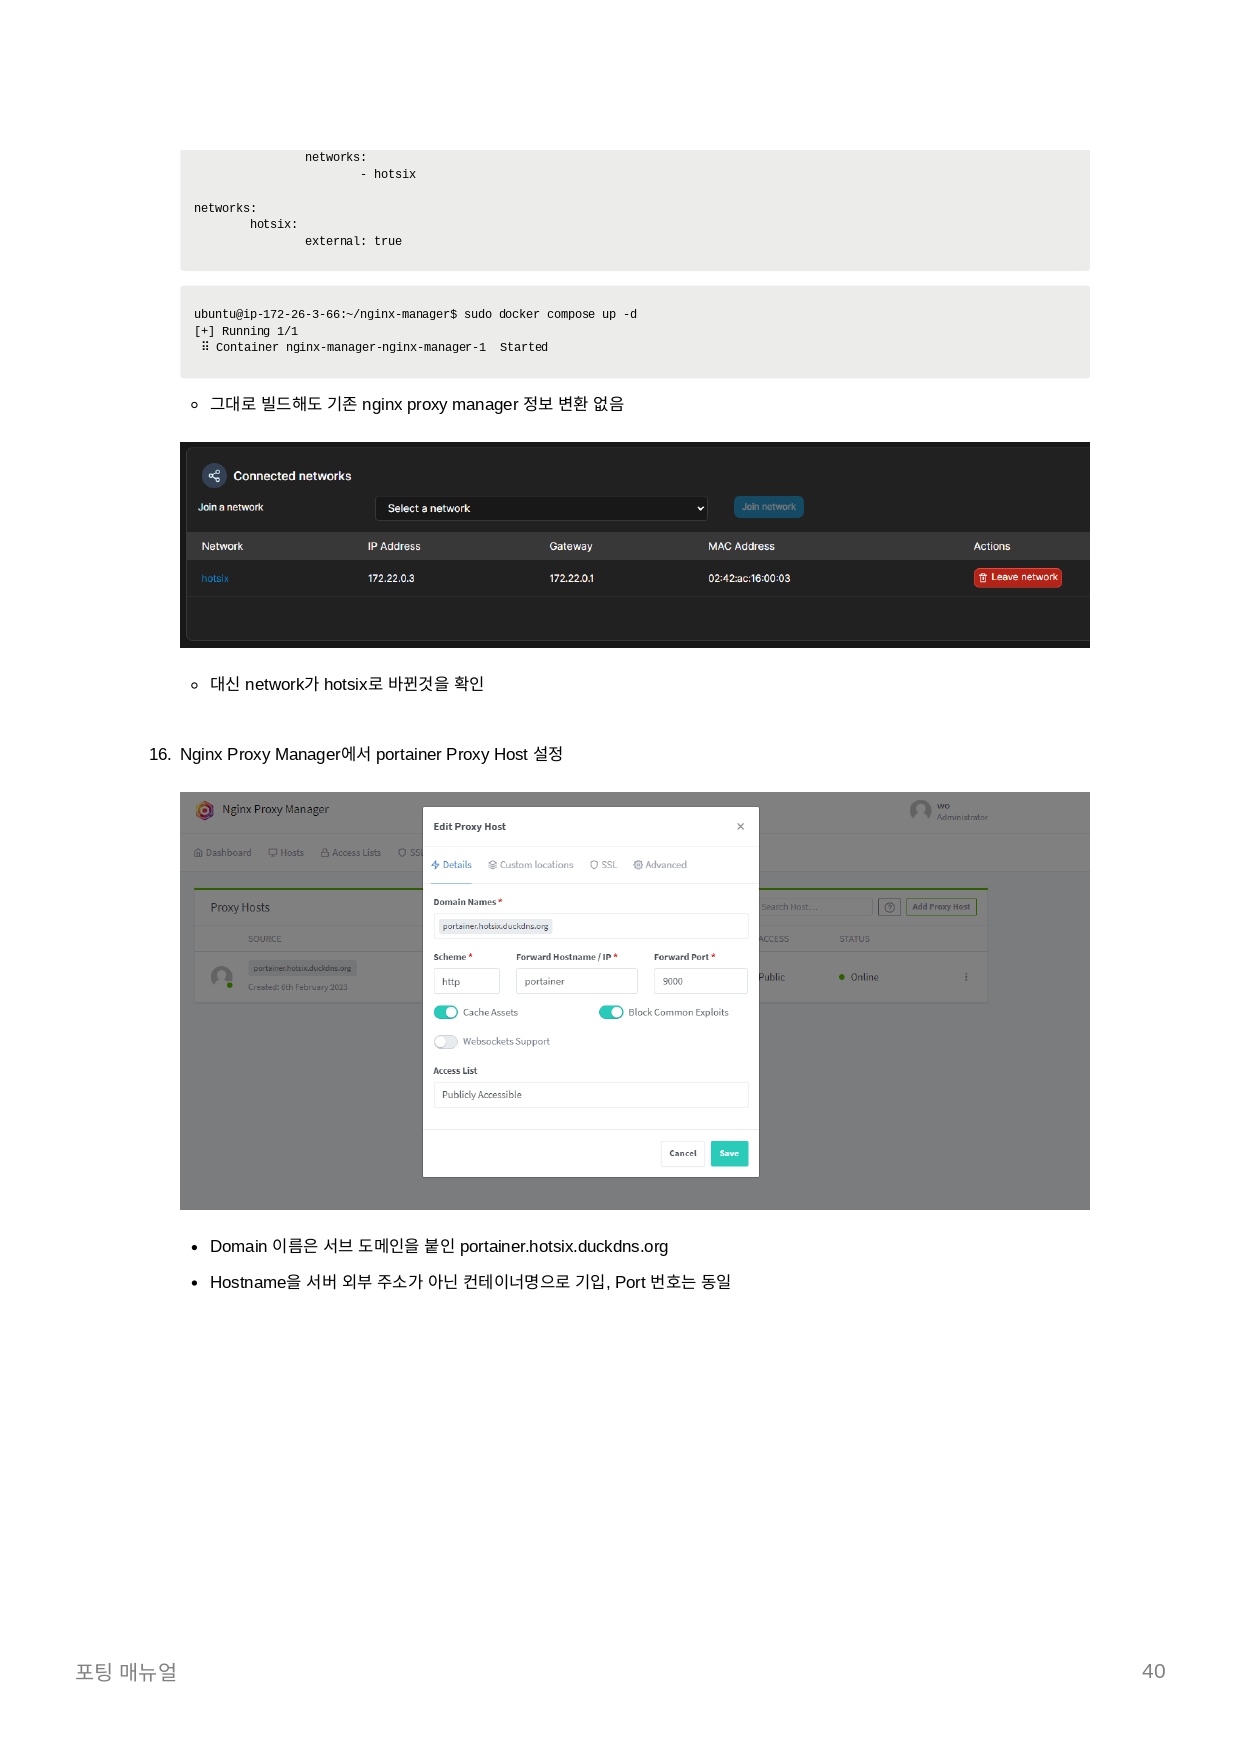 networks:
- hotsix
networks:
hotsix:
external: true
ubuntu@ip-172-26-3-66:~/nginx-manager$ sudo docker compose up -d
[+] Running 1/1
⠿ Container nginx-manager-nginx-manager-1  Started
그대로 빌드해도 기존 nginx proxy manager 정보 변환 없음
Connected networks
Join a network Select a network Join network
Network IP Address Gateway MAC Address Actions
hotsix 172.22.0.3 172.22.0.1 02:42:ac:16:00:03 Leave network
대신 network가 hotsix로 바뀐것을 확인
16. Nginx Proxy Manager에서 portainer Proxy Host 설정
Nginx Proxy Manager
wo
Administrator
Dashboard Hosts Access Lists SSL
Proxy Hosts
Search Host... Add Proxy Host
SOURCE ACCESS STATUS
portainer.hotsix.duckdns.org
Created: 6th February 2023
Public Online
Edit Proxy Host
Details Custom locations SSL Advanced
Domain Names *
portainer.hotsix.duckdns.org
Scheme * Forward Hostname / IP * Forward Port *
http portainer 9000
Cache Assets Block Common Exploits
Websockets Support
Access List
Publicly Accessible
Cancel Save
• Domain 이름은 서브 도메인을 붙인 portainer.hotsix.duckdns.org
• Hostname을 서버 외부 주소가 아닌 컨테이너명으로 기입, Port 번호는 동일
포팅 매뉴얼 40